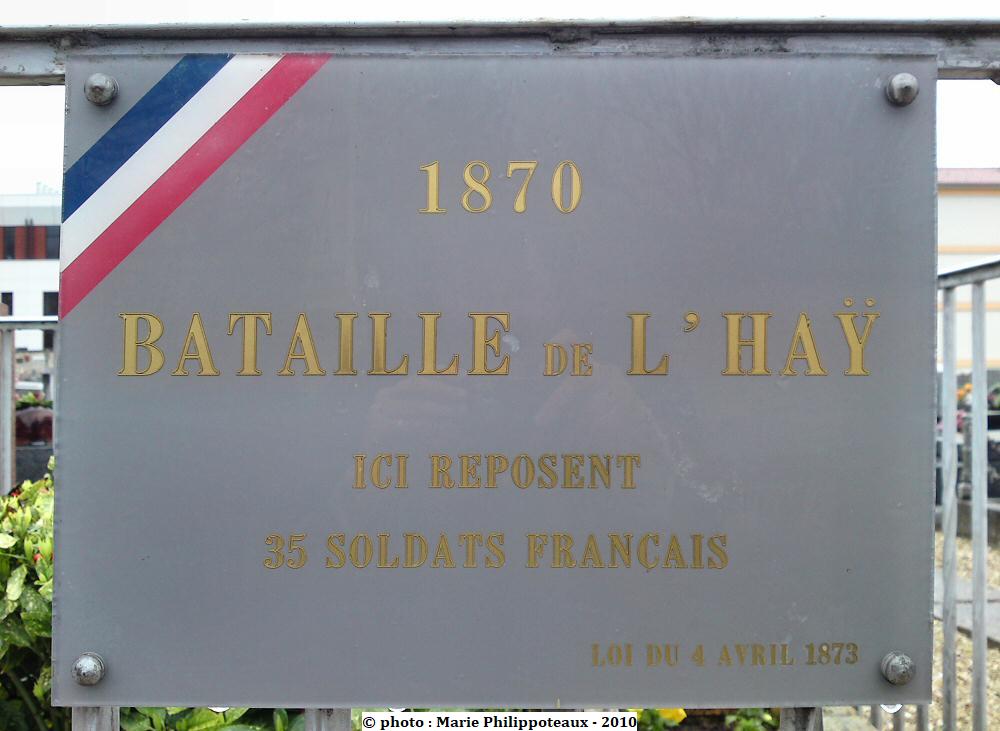 1870
BATAILLE DE L'HAŸ
ICI REPOSENT
35 SOLDATS FRANÇAIS
LOI DU 4 AVRIL 1873
© photo : Marie Philippoteaux - 2010